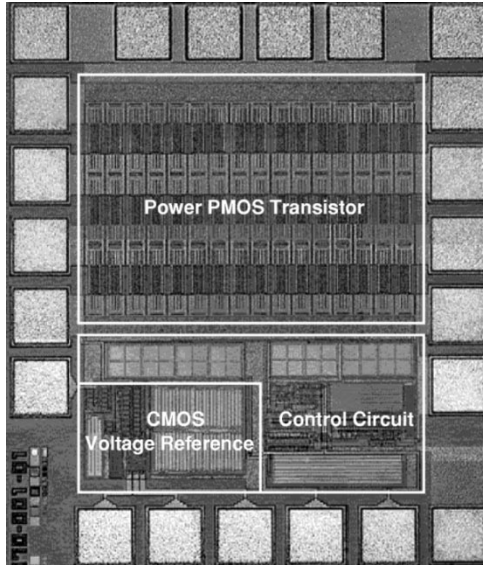 Power PMOS Transistor
CMOS
Voltage Reference
Control Circuit